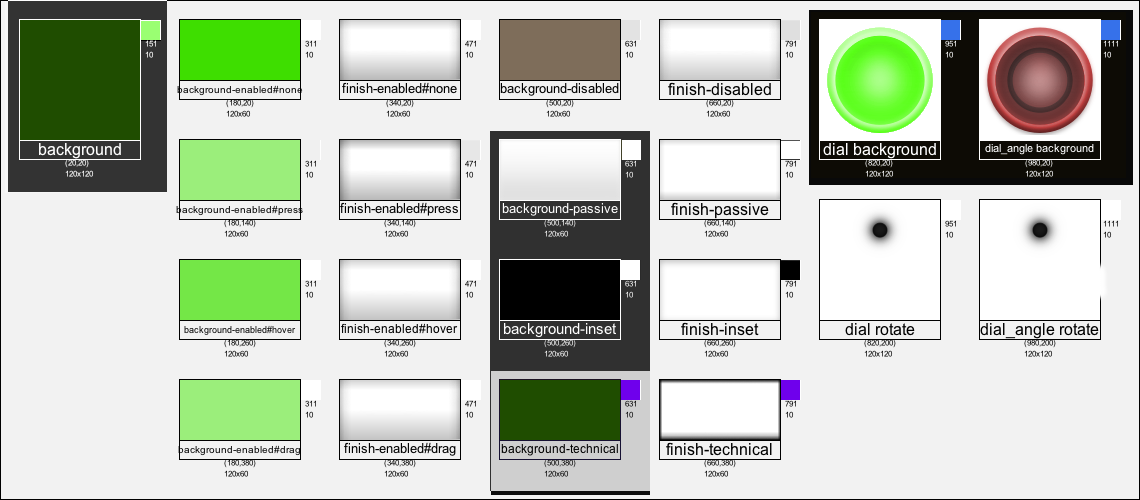 151
10
background
(20,20)
120x120
311
10
background-enabled#none
(180,20)
120x60
471
10
finish-enabled#none
(340,20)
120x60
631
10
background-disabled
(500,20)
120x60
791
10
finish-disabled
(660,20)
120x60
951
10
dial background
(820,20)
120x120
1111
10
dial_angle background
(980,20)
120x120
311
10
background-enabled#press
(180,140)
120x60
471
10
finish-enabled#press
(340,140)
120x60
631
10
background-passive
(500,140)
120x60
791
10
finish-passive
(660,140)
120x60
951
10
dial rotate
(820,200)
120x120
1111
10
dial_angle rotate
(980,200)
120x120
311
10
background-enabled#hover
(180,260)
120x60
471
10
finish-enabled#hover
(340,260)
120x60
631
10
background-inset
(500,260)
120x60
791
10
finish-inset
(660,260)
120x60
311
10
background-enabled#drag
(180,380)
120x60
471
10
finish-enabled#drag
(340,380)
120x60
631
10
background-technical
(500,380)
120x60
791
10
finish-technical
(660,380)
120x60